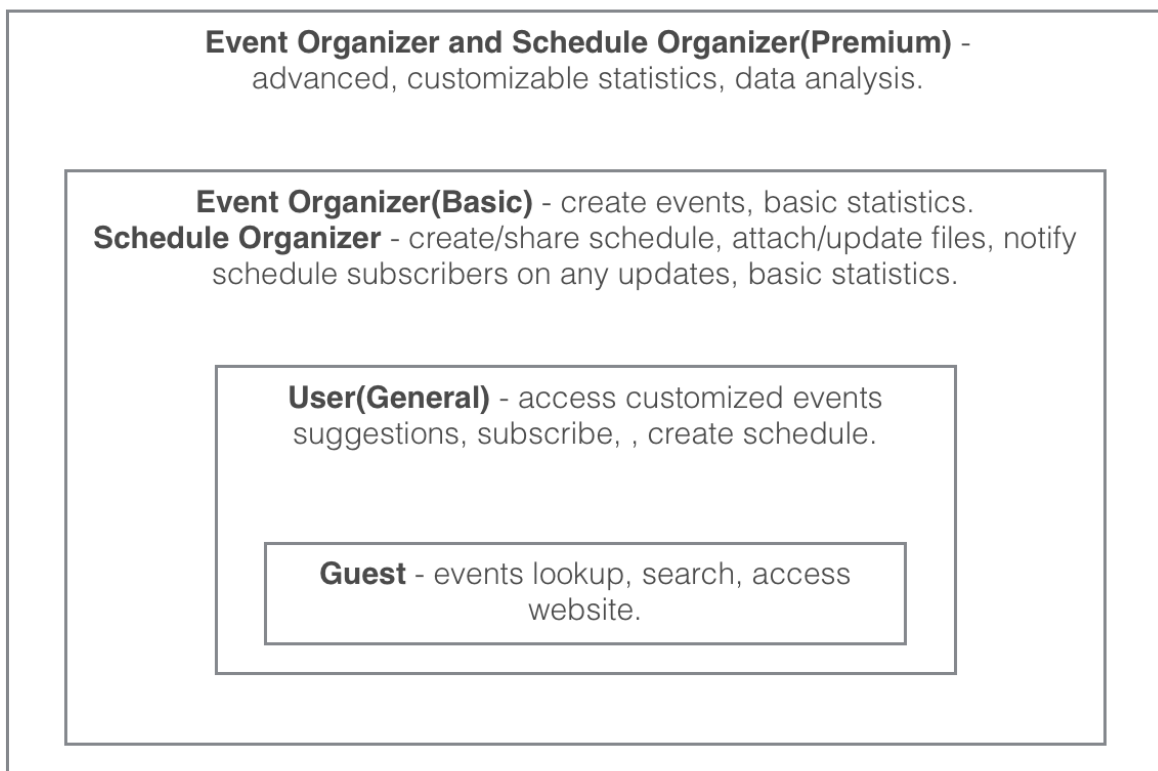 Event Organizer and Schedule Organizer(Premium) -
advanced, customizable statistics, data analysis.
Event Organizer(Basic) - create events, basic statistics.
Schedule Organizer - create/share schedule, attach/update files, notify
schedule subscribers on any updates, basic statistics.
User(General) - access customized events
suggestions, subscribe, , create schedule.
Guest - events lookup, search, access
website.